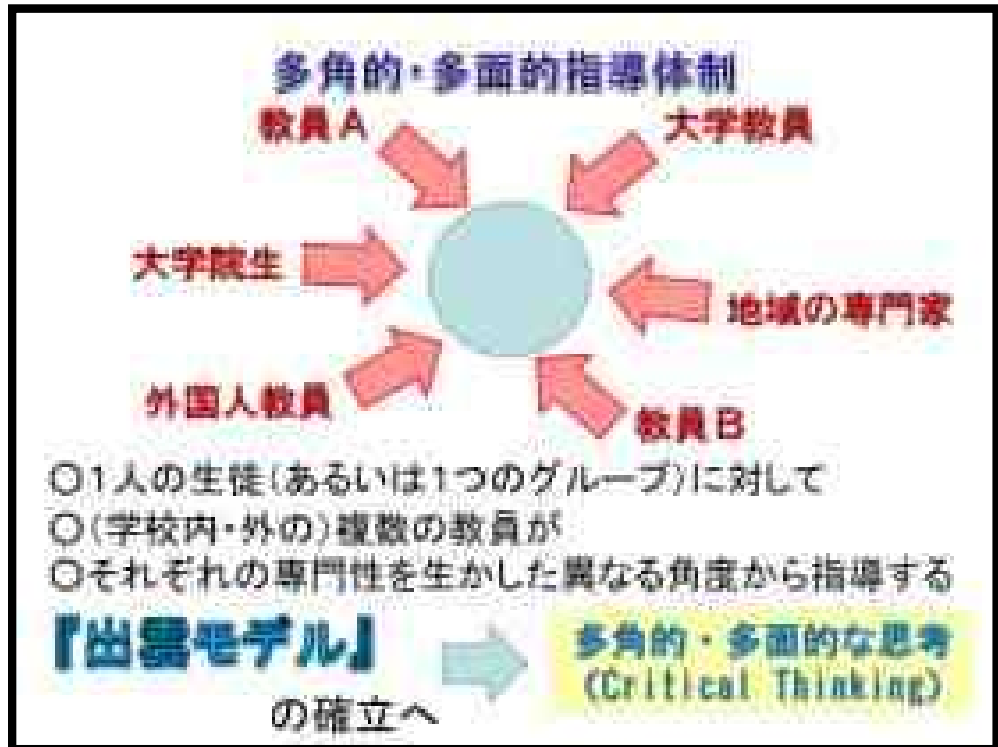 多角的・多面的指導体制
教員A
大学教員
大学院生
地域の専門家
外国人教員
教員B
○1人の生徒(あるいは1つのグループ)に対して
○(学校内・外の)複数の教員が
○それぞれの専門性を生かした異なる角度から指導する
『出雲モデル』
の確立へ
多角的・多面的な思考
(Critical Thinking)